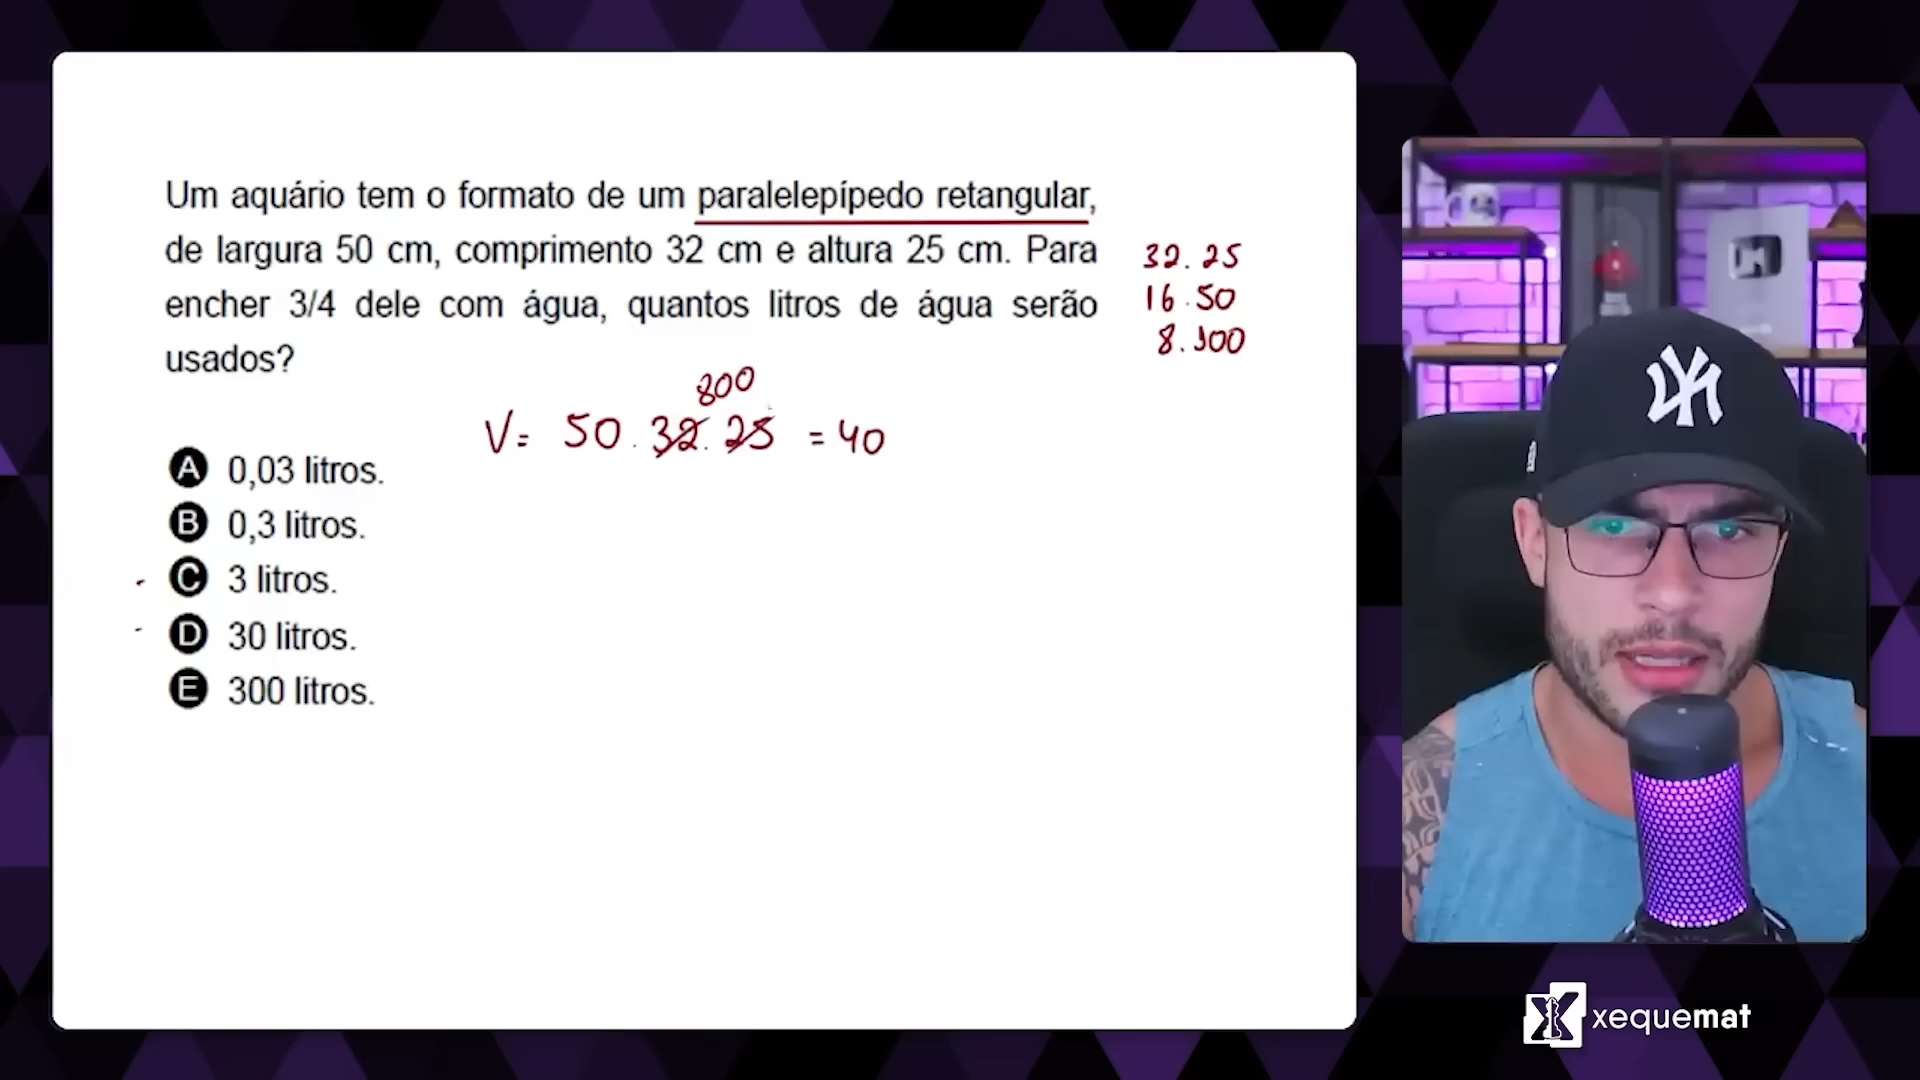 Um aquário tem o formato de um paralelepípedo retangular,
de largura 50 cm, comprimento 32 cm e altura 25 cm. Para
encher 3/4 dele com água, quantos litros de água serão
usados?
32.25
16.50
8.100
800
V= 50.32.25 = 40
A 0,03 litros.
B 0,3 litros.
C 3 litros.
D 30 litros.
E 300 litros.
NY
xequemat